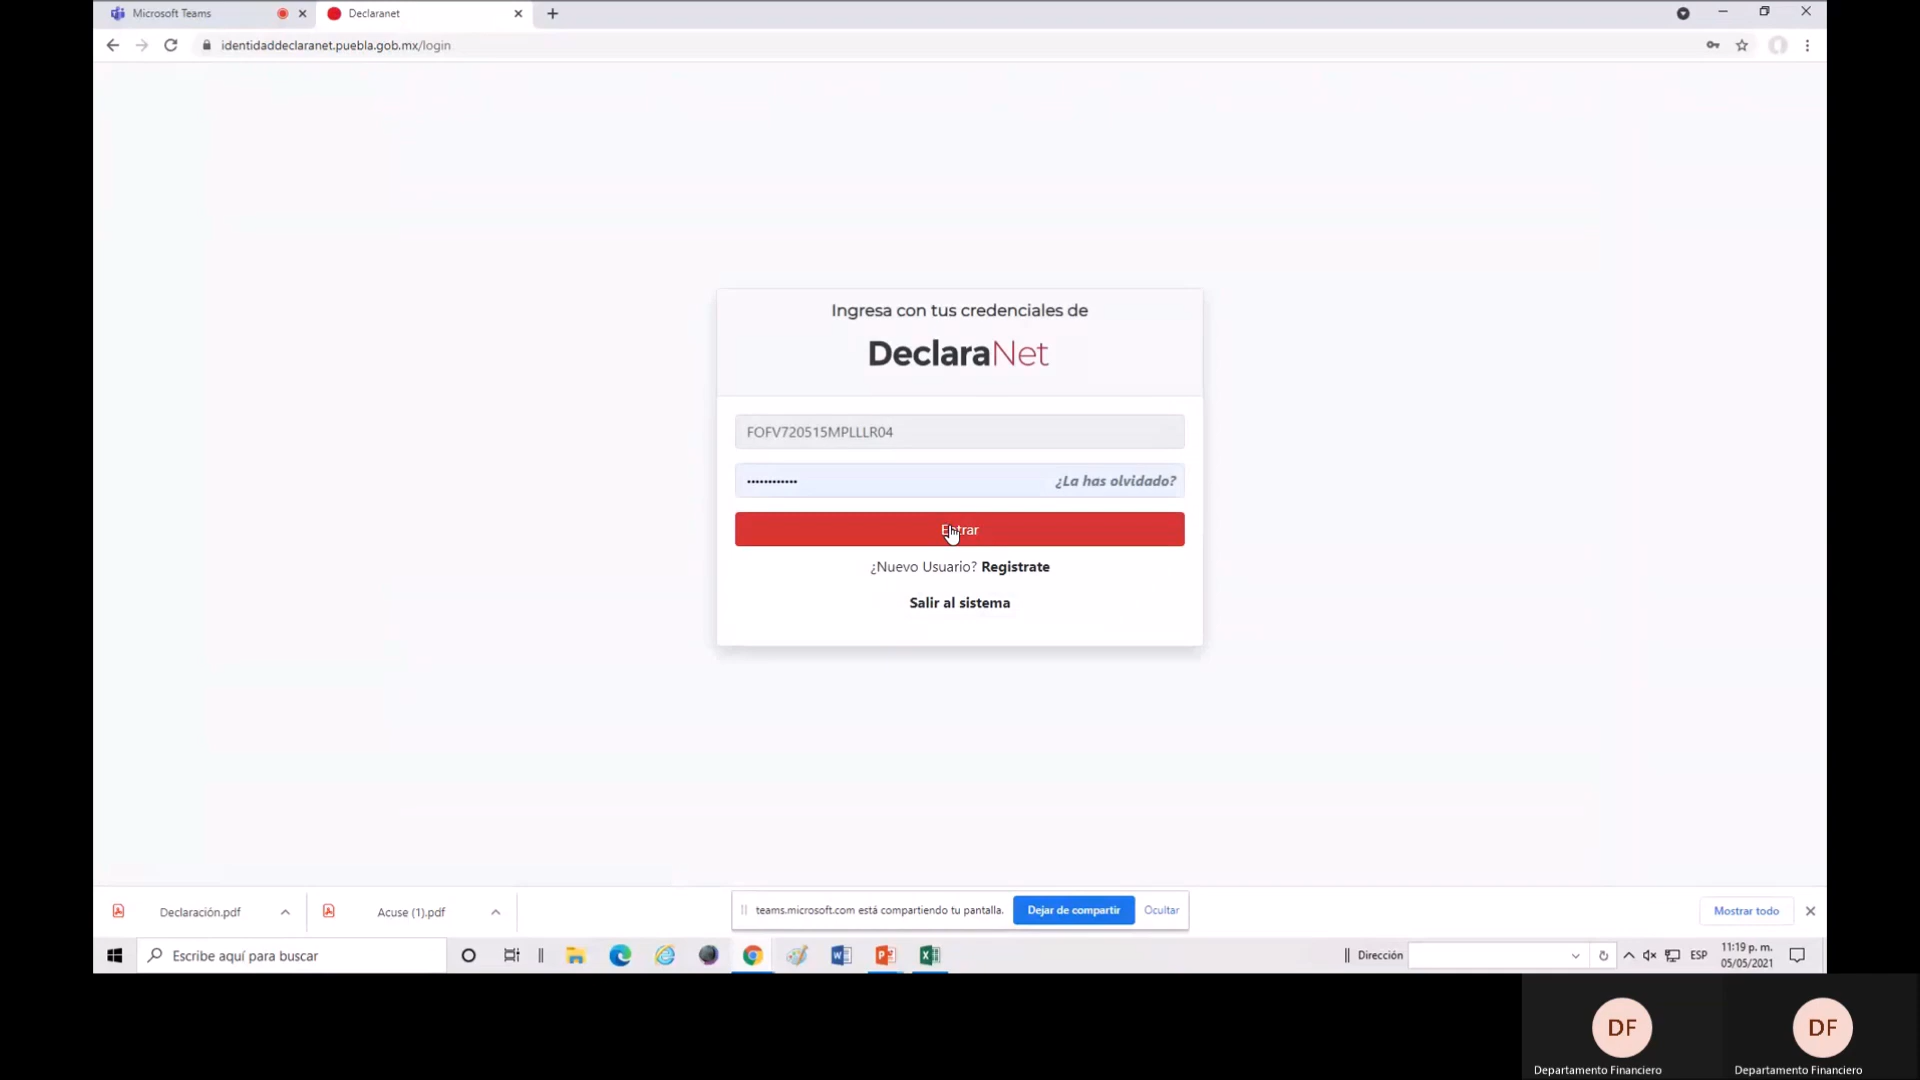 Microsoft Teams
Declaranet
identidaddeclaranet.puebla.gob.mx/login
Ingresa con tus credenciales de
DeclaraNet
FOFV720515MPLLLR04
••••••••••••
¿La has olvidado?
Entrar
¿Nuevo Usuario? Registrate
Salir al sistema
Declaración.pdf
Acuse (1).pdf
teams.microsoft.com está compartiendo tu pantalla.
Dejar de compartir
Ocultar
Mostrar todo
Escribe aquí para buscar
Dirección
ESP
11:19 p. m.
05/05/2021
DF
DF
Departamento Financiero
Departamento Financiero